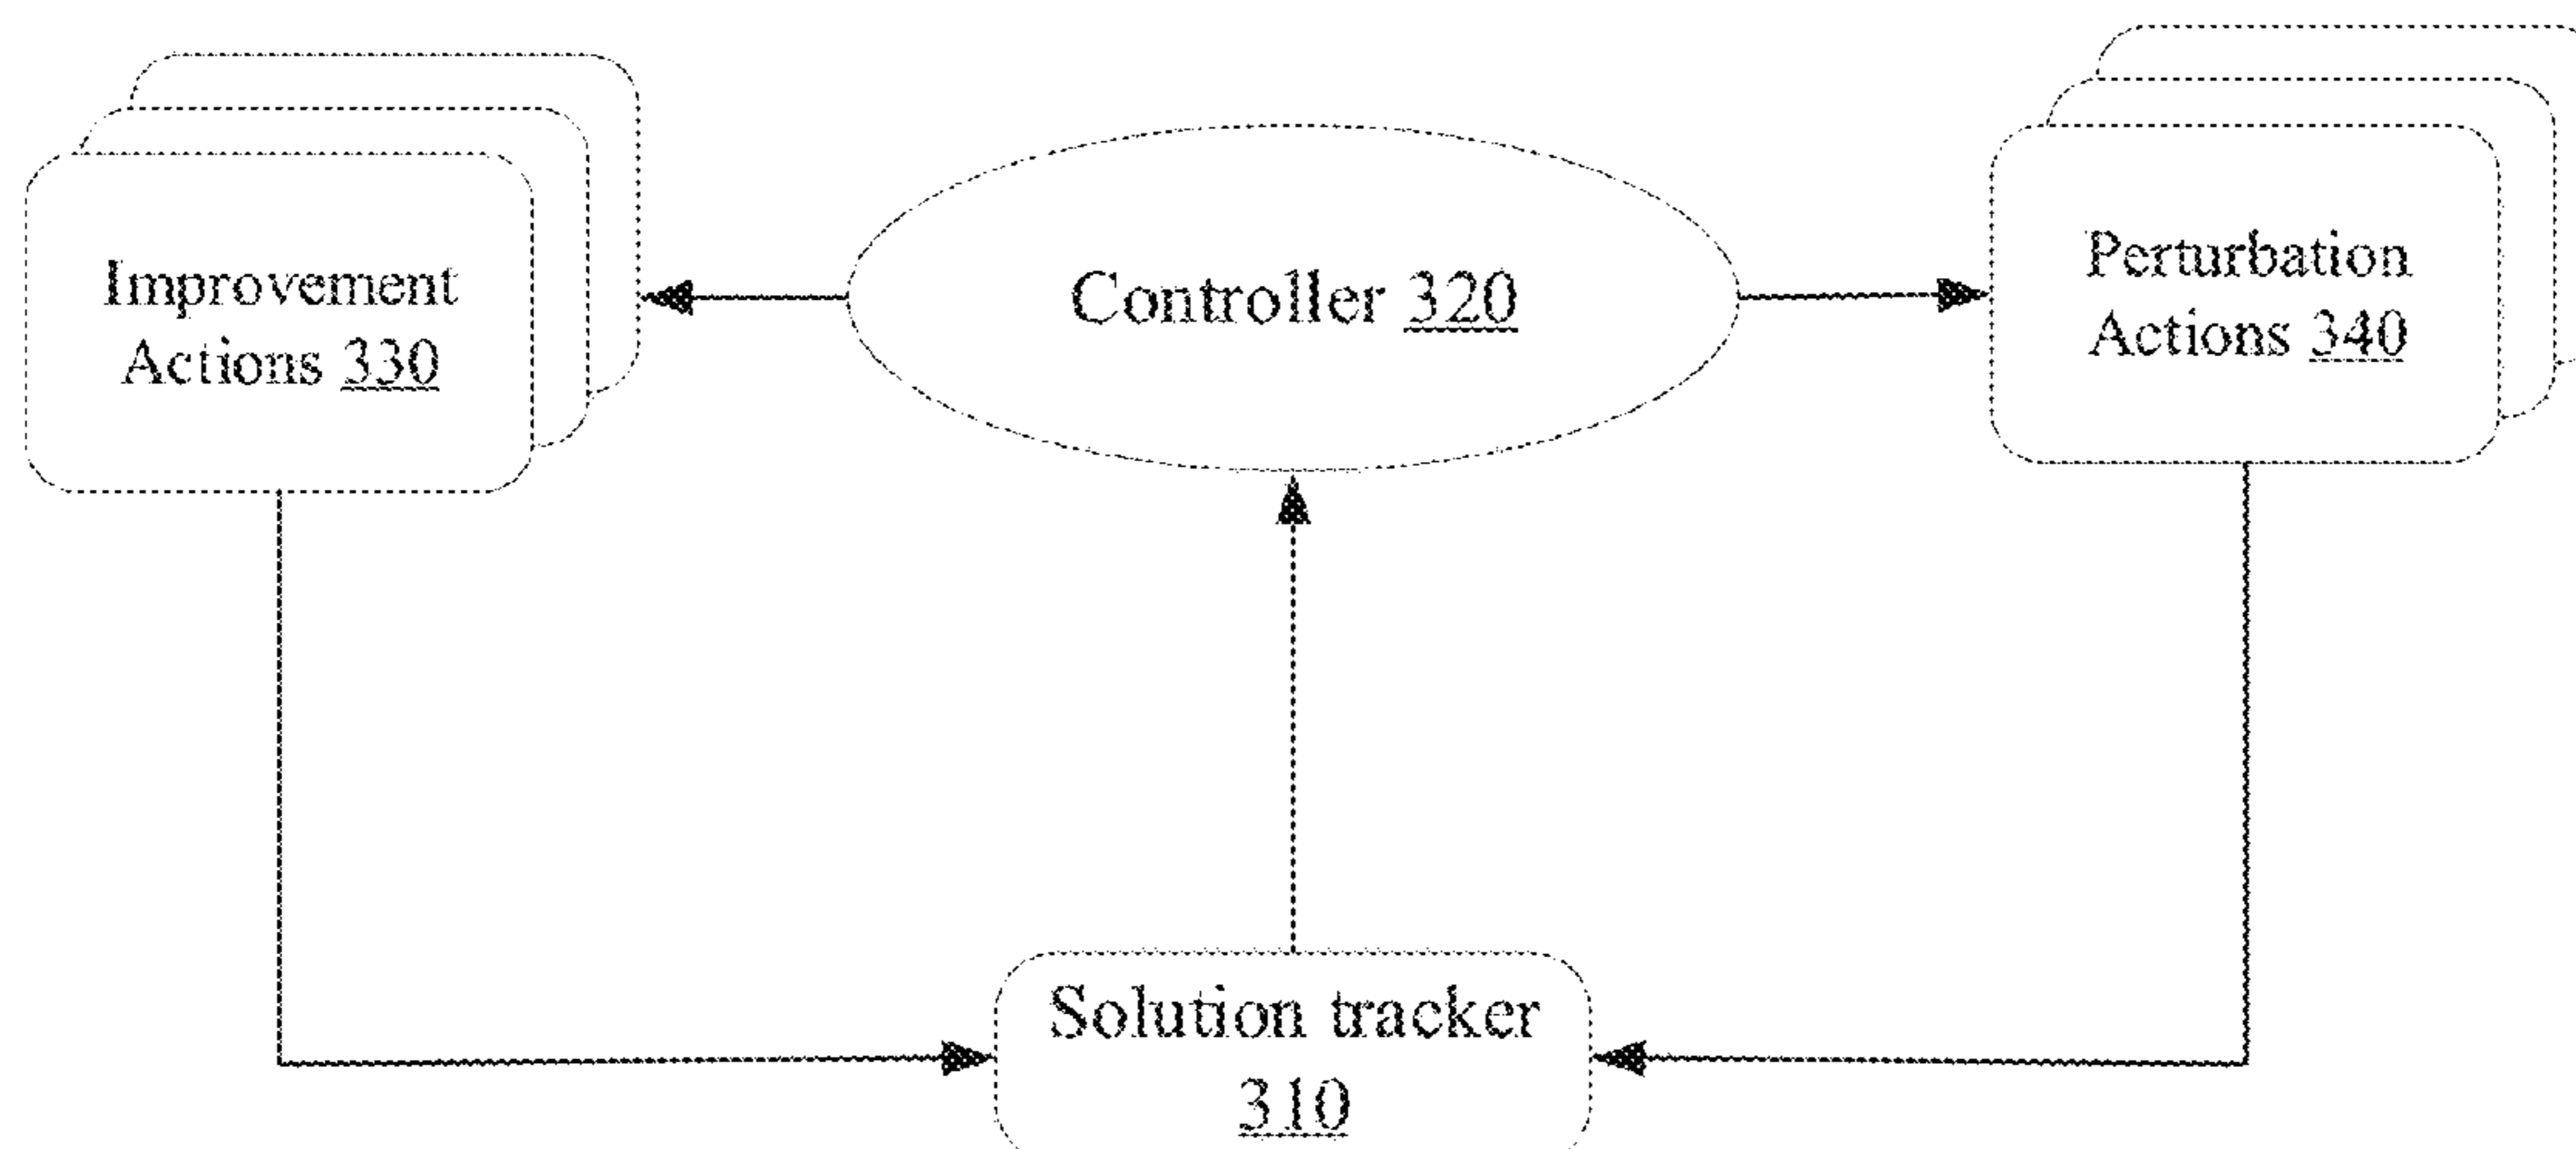 Improvement
Actions 330
Controller 320
Perturbation
Actions 340
Solution tracker
310